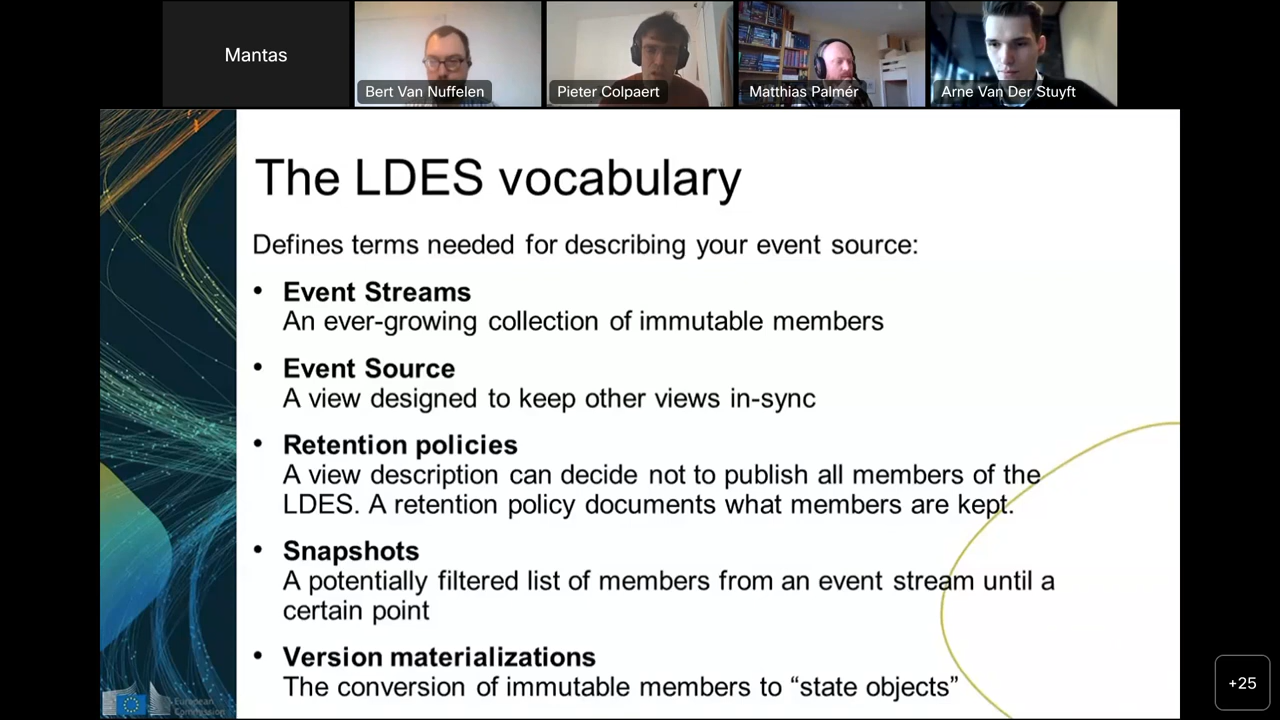 Mantas
Bert Van Nuffelen
Pieter Colpaert
Matthias Palmér
Arne Van Der Stuyft
The LDES vocabulary
Defines terms needed for describing your event source:
• Event Streams
An ever-growing collection of immutable members
• Event Source
A view designed to keep other views in-sync
• Retention policies
A view description can decide not to publish all members of the
LDES. A retention policy documents what members are kept.
• Snapshots
A potentially filtered list of members from an event stream until a
certain point
• Version materializations
The conversion of immutable members to “state objects”
European
Commission
+25